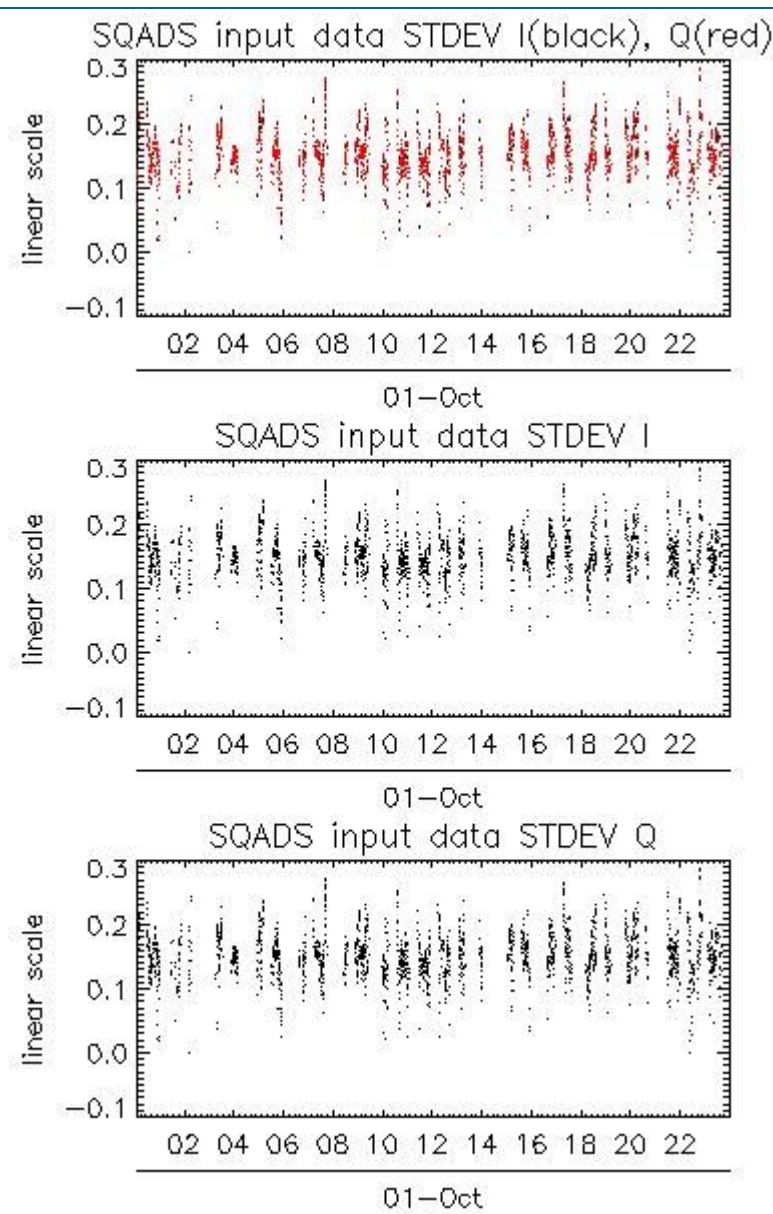 SQADS input data STDEV I(black), Q(red)
linear scale
0.3
0.2
0.1
0.0
−0.1
02 04 06 08 10 12 14 16 18 20 22
01−Oct
SQADS input data STDEV I
linear scale
0.3
0.2
0.1
0.0
−0.1
02 04 06 08 10 12 14 16 18 20 22
01−Oct
SQADS input data STDEV Q
linear scale
0.3
0.2
0.1
0.0
−0.1
02 04 06 08 10 12 14 16 18 20 22
01−Oct